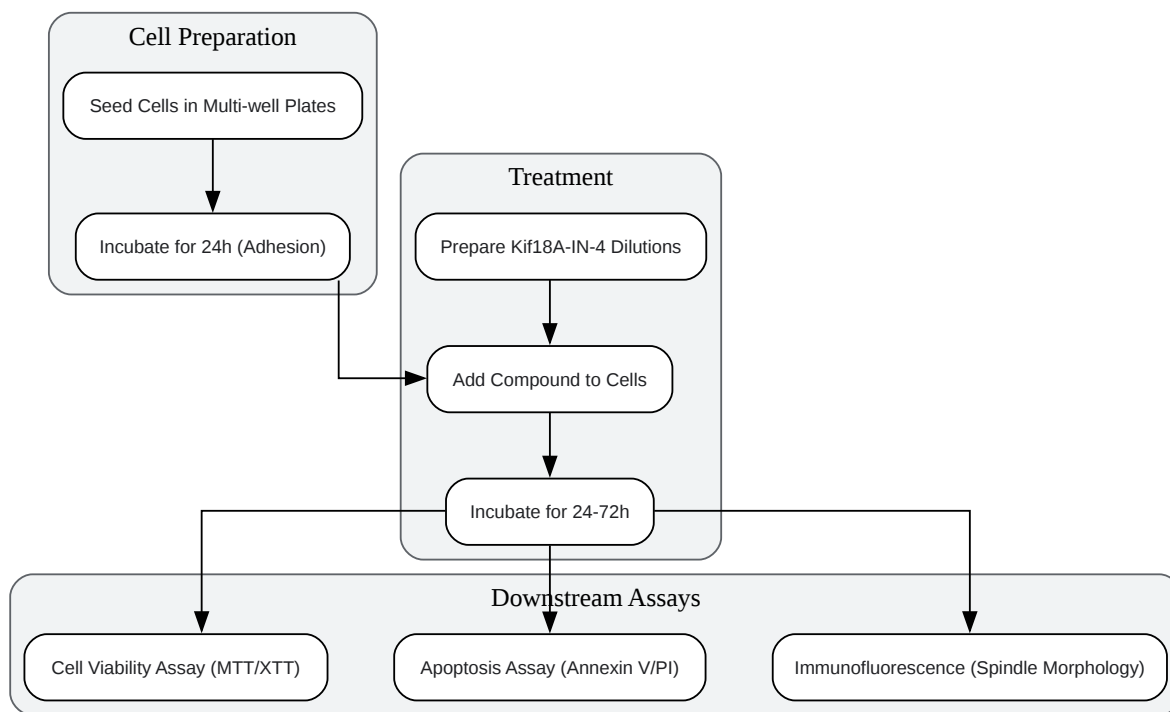 Cell Preparation
Seed Cells in Multi-well Plates
Incubate for 24h (Adhesion)
Treatment
Prepare Kif18A-IN-4 Dilutions
Add Compound to Cells
Incubate for 24-72h
Downstream Assays
Cell Viability Assay (MTT/XTT)
Apoptosis Assay (Annexin V/PI)
Immunofluorescence (Spindle Morphology)